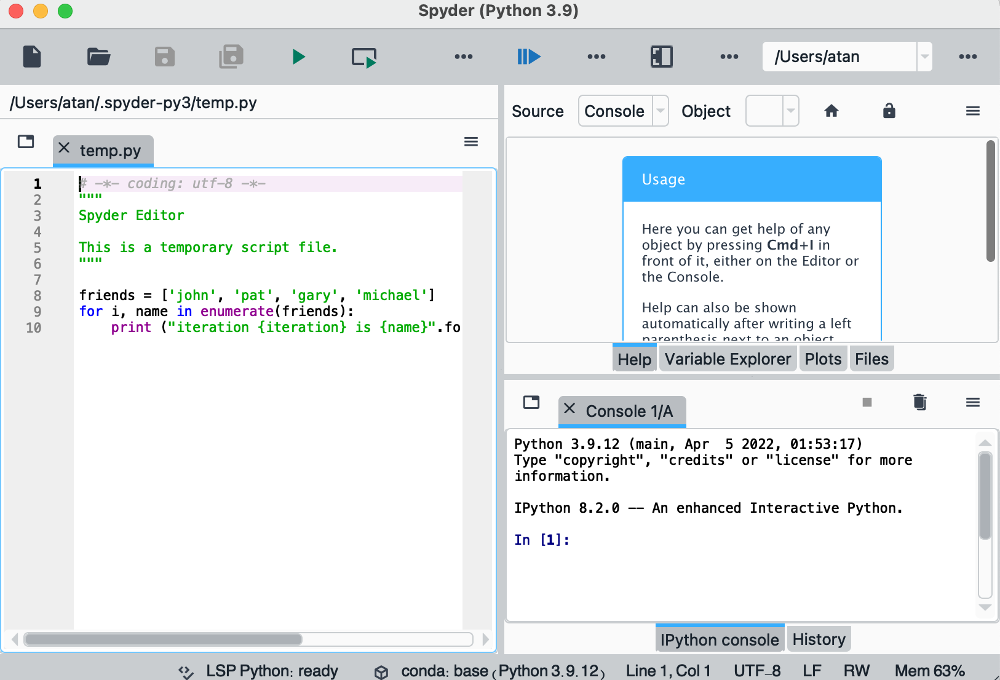 Spyder (Python 3.9)
/Users/atan
/Users/atan/.spyder-py3/temp.py
temp.py
1 # -*- coding: utf-8 -*-
2 """
3 Spyder Editor
4
5 This is a temporary script file.
6 """
7
8 friends = ['john', 'pat', 'gary', 'michael']
9 for i, name in enumerate(friends):
10 print ("iteration {iteration} is {name}".fo
Source Console Object
Usage
Here you can get help of any
object by pressing Cmd+I in
front of it, either on the Editor or
the Console.
Help can also be shown
automatically after writing a left
parenthesis next to an object
Help Variable Explorer Plots Files
Console 1/A
Python 3.9.12 (main, Apr  5 2022, 01:53:17)
Type "copyright", "credits" or "license" for more
information.
IPython 8.2.0 -- An enhanced Interactive Python.
In [1]:
IPython console History
LSP Python: ready conda: base (Python 3.9.12) Line 1, Col 1 UTF-8 LF RW Mem 63%